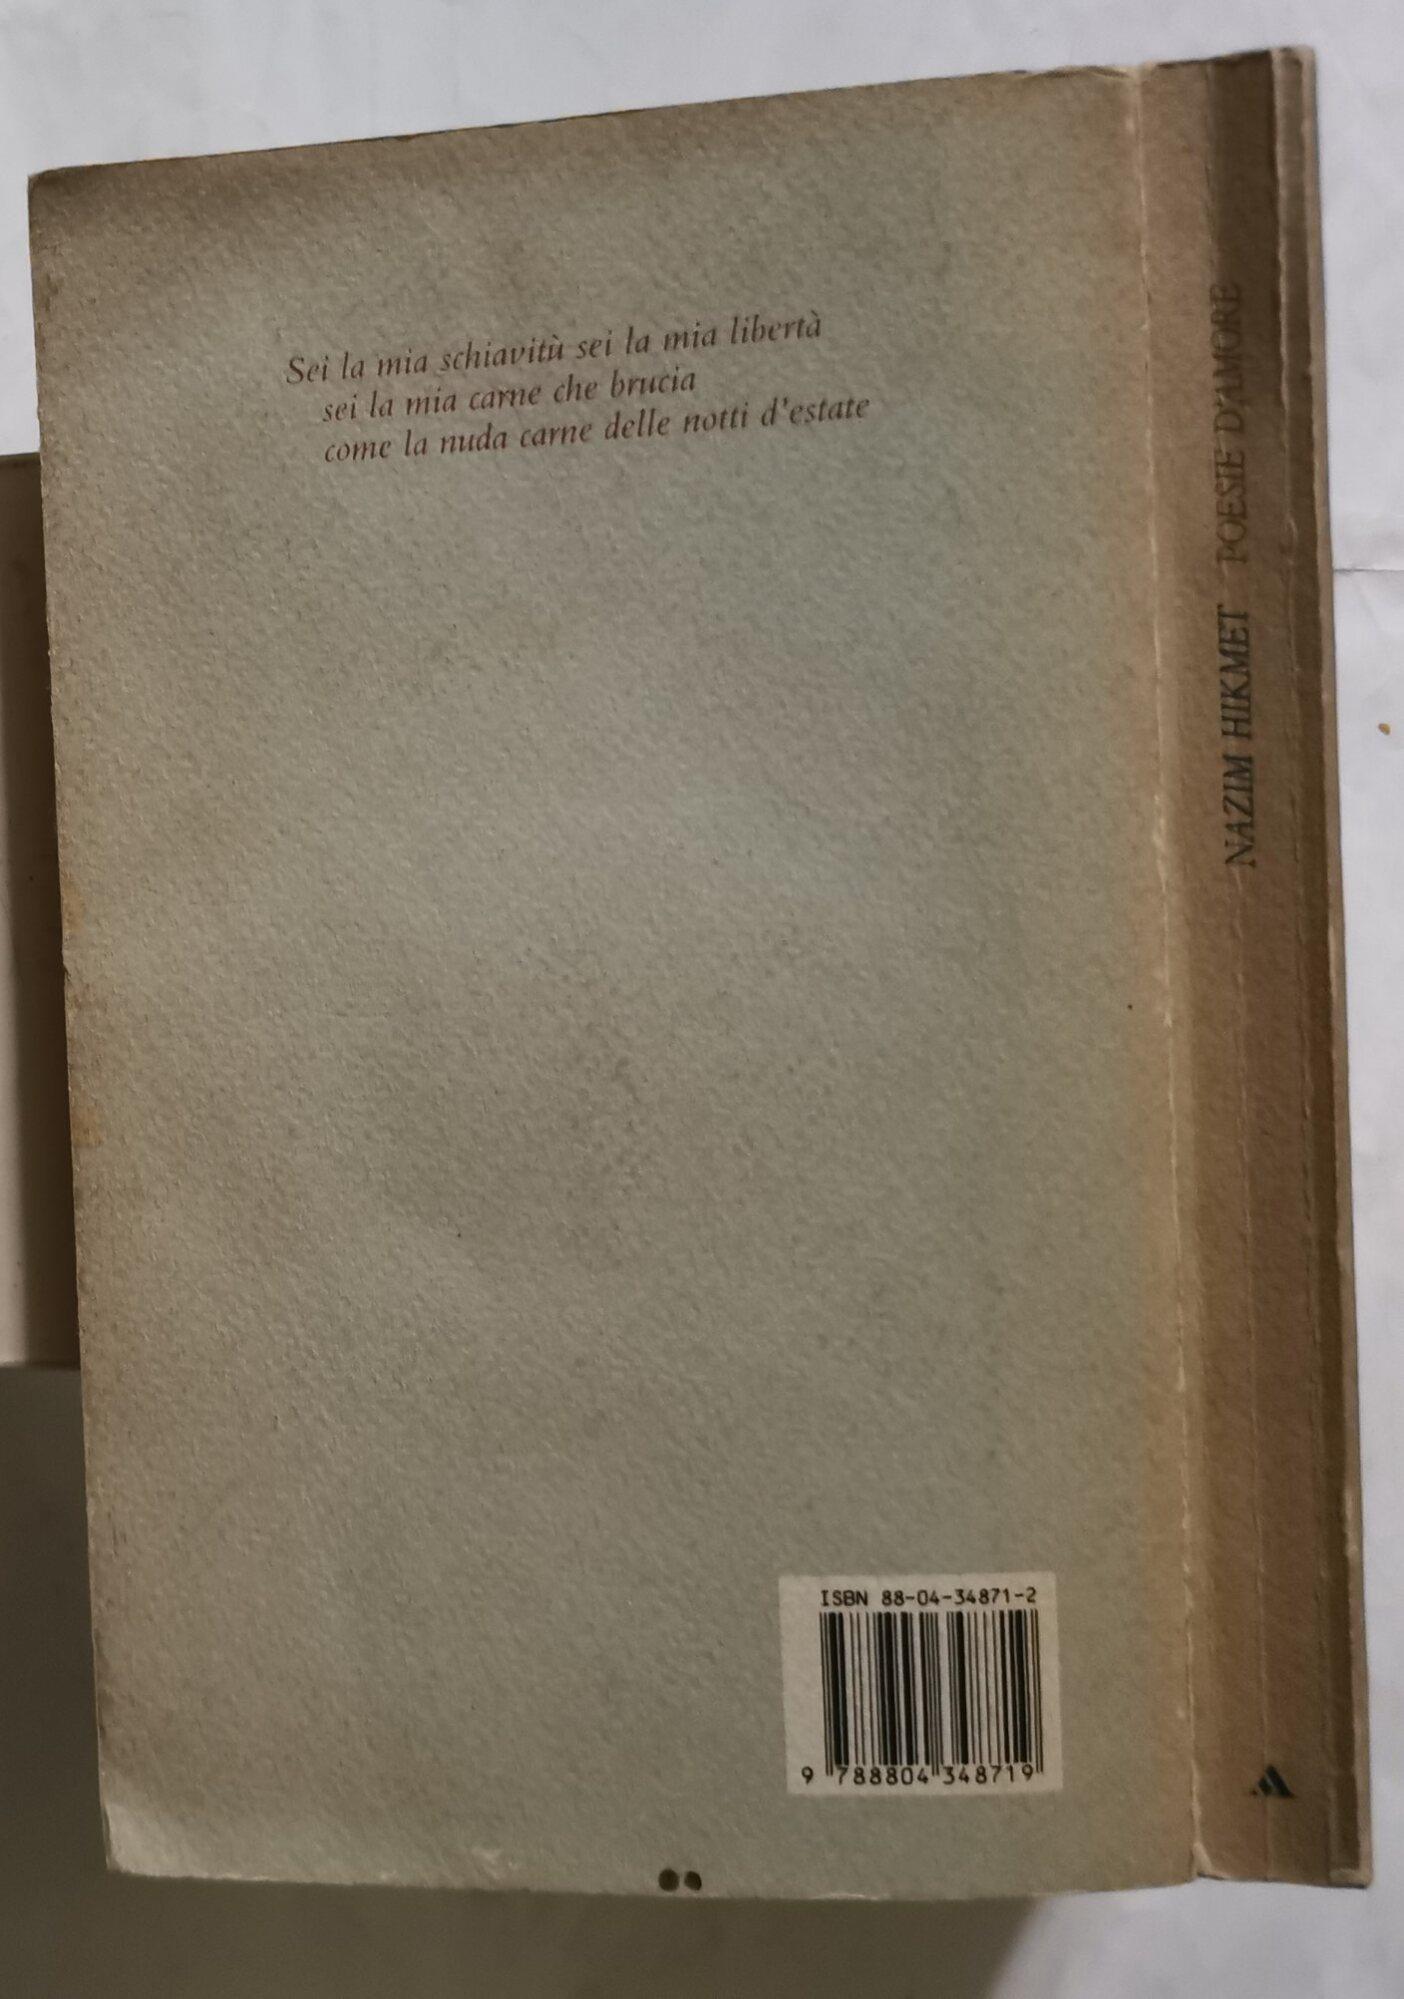 Sei la mia schiavitù sei la mia libertà
sei la mia carne che brucia
come la nuda carne delle notti d'estate
NAZIM HIKMET POESIE D'AMORE
ISBN 88-04-34871-2
9 788804 348719